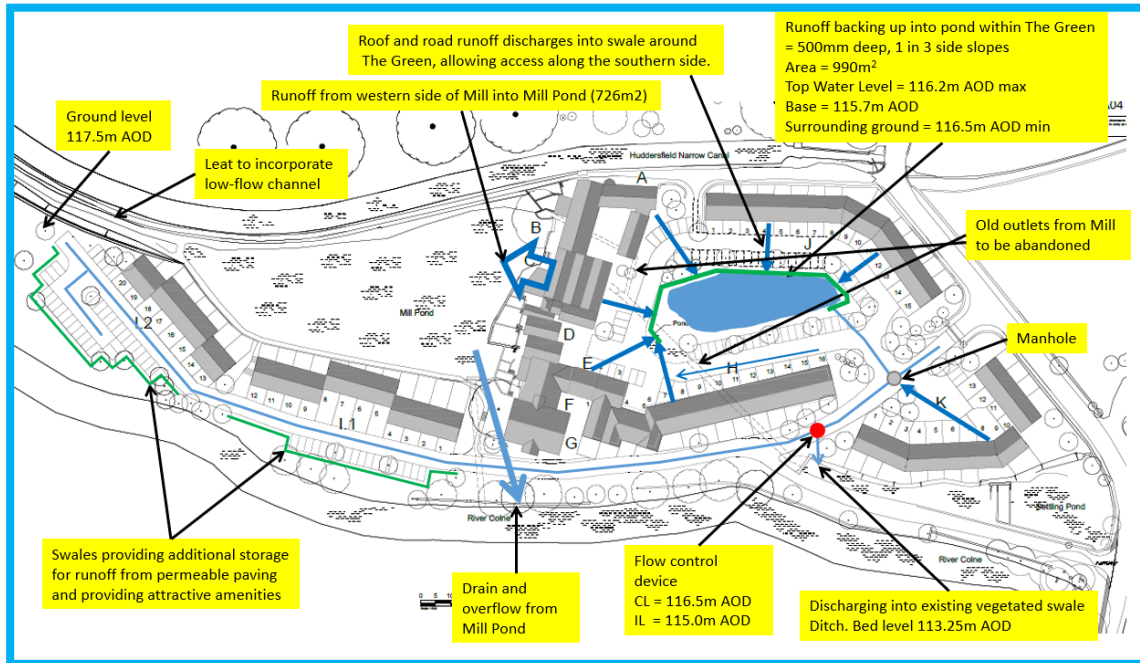 Roof and road runoff discharges into swale around
The Green, allowing access along the southern side.
Runoff backing up into pond within The Green
= 500mm deep, 1 in 3 side slopes
Area = 990m²
Top Water Level = 116.2m AOD max
Base = 115.7m AOD
Surrounding ground = 116.5m AOD min
Runoff from western side of Mill into Mill Pond (726m2)
Ground level
117.5m AOD
Leat to incorporate
low-flow channel
A04
Huddersfield Narrow Canal
A
B
C
D
E
F
G
H
J
K
L1
L2
Mill Pond
Pond
Old outlets from Mill
to be abandoned
Manhole
Settling Pond
River Colne
River Colne
Swales providing additional storage
for runoff from permeable paving
and providing attractive amenities
Drain and
overflow from
Mill Pond
Flow control
device
CL = 116.5m AOD
IL = 115.0m AOD
Discharging into existing vegetated swale
Ditch. Bed level 113.25m AOD